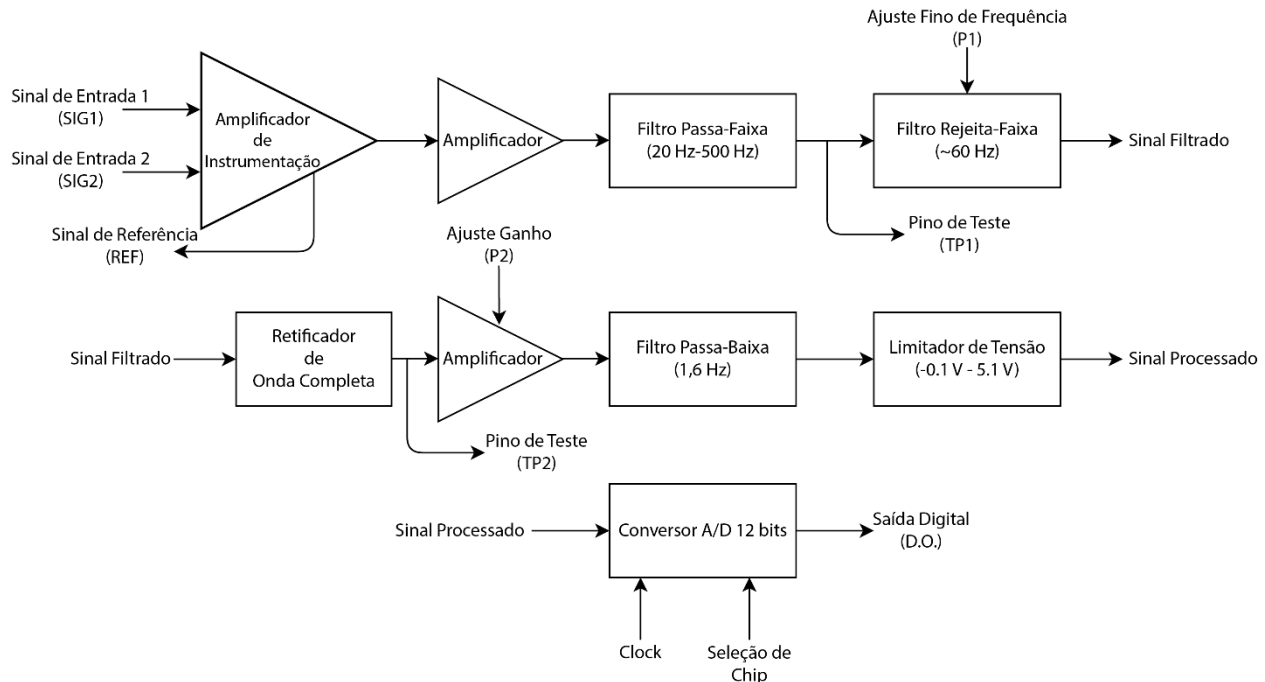 Ajuste Fino de Frequência
(P1)
Sinal de Entrada 1
(SIG1)
Sinal de Entrada 2
(SIG2)
Amplificador
de
Instrumentação
Amplificador
Filtro Passa-Faixa
(20 Hz-500 Hz)
Filtro Rejeita-Faixa
(~60 Hz)
Sinal Filtrado
Sinal de Referência
(REF)
Pino de Teste
(TP1)
Ajuste Ganho
(P2)
Sinal Filtrado
Retificador
de
Onda Completa
Amplificador
Filtro Passa-Baixa
(1,6 Hz)
Limitador de Tensão
(-0.1 V - 5.1 V)
Sinal Processado
Pino de Teste
(TP2)
Sinal Processado
Conversor A/D 12 bits
Saída Digital
(D.O.)
Clock
Seleção de
Chip